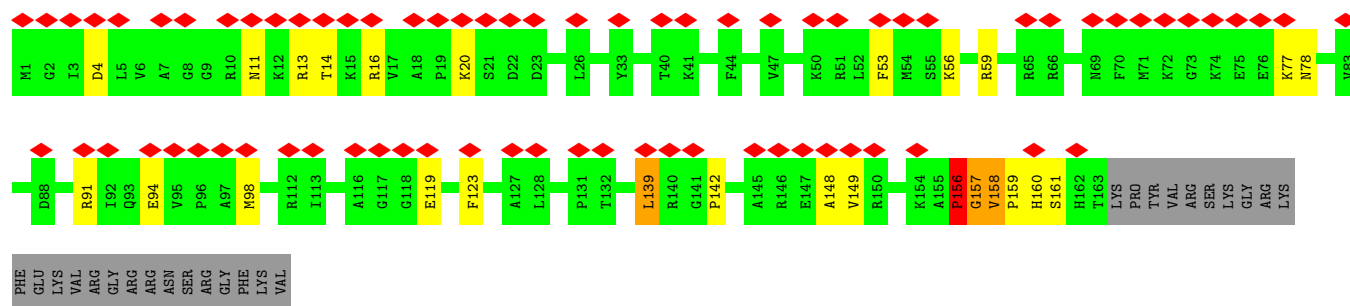 M1 G2 I3 D4 L5 V6 A7 G8 G9 R10 N11 K12 R13 T14 K15 R16 V17 A18 P19 K20 S21 D22 D23 L26 Y33 T40 K41 F44 V47 K50 R51 L52 F53 M54 S55 K56 R59 R65 R66 N69 F70 M71 K72 G73 K74 E75 E76 K77 N78 V83
D88 R91 I92 Q93 E94 V95 P96 A97 M98 R112 I113 A116 G117 G118 E119 F123 A127 L128 P131 T132 L139 R140 G141 P142 A145 R146 E147 A148 V149 R150 K154 A155 P156 G157 V158 P159 H160 S161 H162 T163 LYS PRO TYR VAL ARG SER LYS GLY ARG LYS
PHE GLU LYS VAL ARG GLY ARG ARG ASN SER ARG GLY PHE LYS VAL